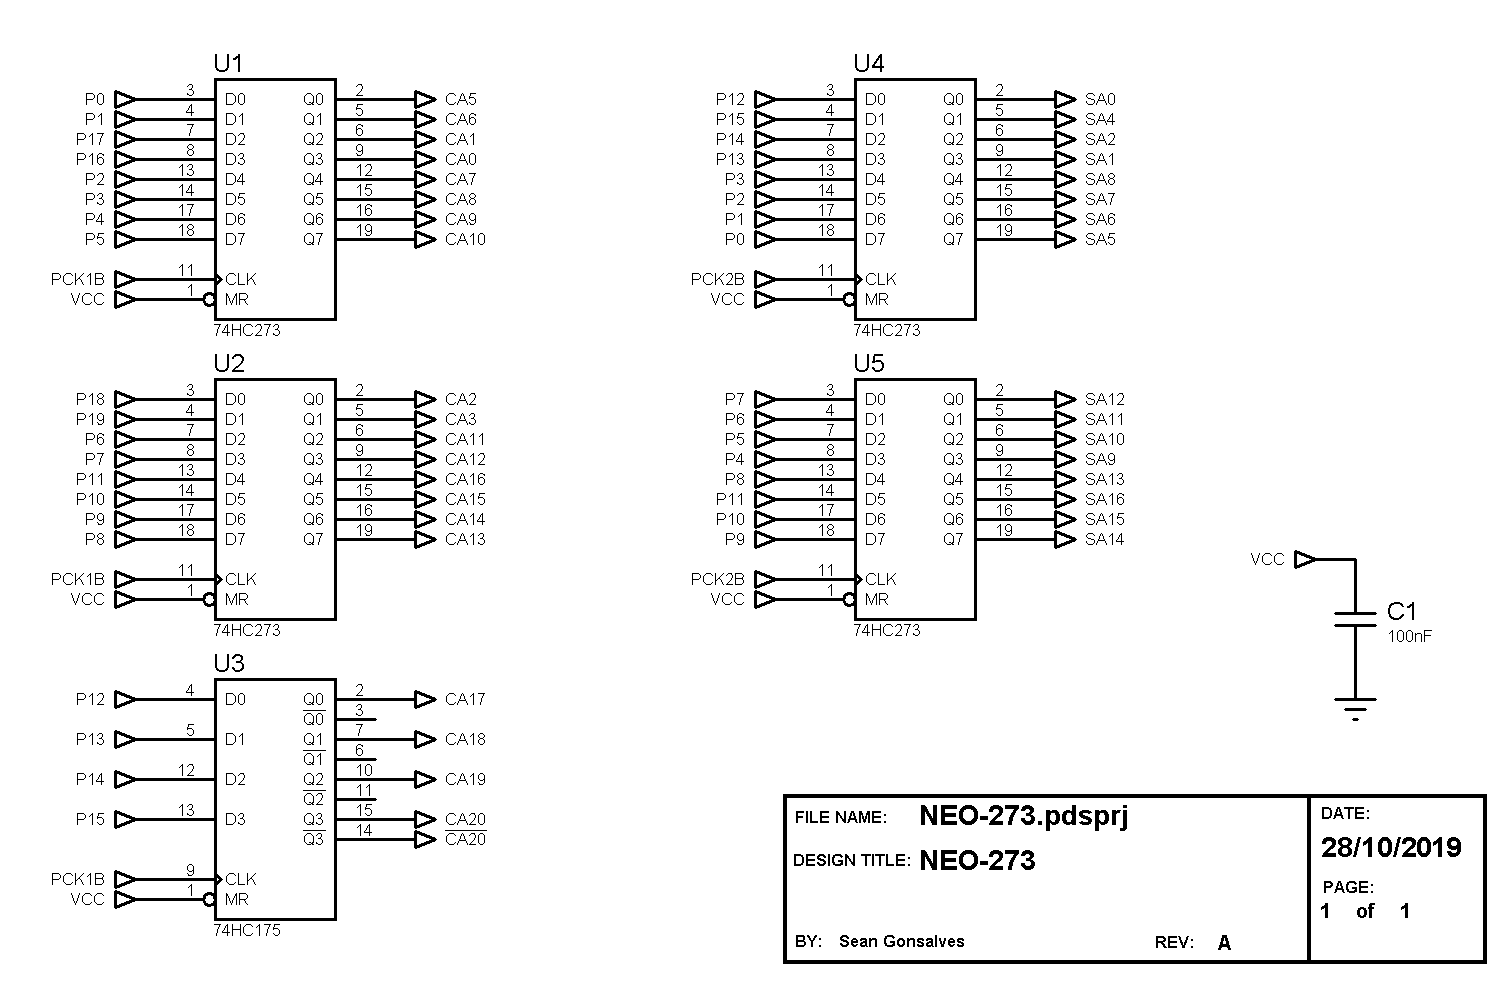 U1
P0 3 D0 Q0 2 CA5
P1 4 D1 Q1 5 CA6
P17 7 D2 Q2 6 CA1
P16 8 D3 Q3 9 CA0
P2 13 D4 Q4 12 CA7
P3 14 D5 Q5 15 CA8
P4 17 D6 Q6 16 CA9
P5 18 D7 Q7 19 CA10
PCK1B 11 CLK
VCC 1 MR
74HC273
U2
P18 3 D0 Q0 2 CA2
P19 4 D1 Q1 5 CA3
P6 7 D2 Q2 6 CA11
P7 8 D3 Q3 9 CA12
P11 13 D4 Q4 12 CA16
P10 14 D5 Q5 15 CA15
P9 17 D6 Q6 16 CA14
P8 18 D7 Q7 19 CA13
PCK1B 11 CLK
VCC 1 MR
74HC273
U3
P12 4 D0 Q0 2 CA17
Q0 3
P13 5 D1 Q1 7 CA18
Q1 6
P14 12 D2 Q2 10 CA19
Q2 11
P15 13 D3 Q3 15 CA20
Q3 14 CA20
PCK1B 9 CLK
VCC 1 MR
74HC175
U4
P12 3 D0 Q0 2 SA0
P15 4 D1 Q1 5 SA4
P14 7 D2 Q2 6 SA2
P13 8 D3 Q3 9 SA1
P3 13 D4 Q4 12 SA8
P2 14 D5 Q5 15 SA7
P1 17 D6 Q6 16 SA6
P0 18 D7 Q7 19 SA5
PCK2B 11 CLK
VCC 1 MR
74HC273
U5
P7 3 D0 Q0 2 SA12
P6 4 D1 Q1 5 SA11
P5 7 D2 Q2 6 SA10
P4 8 D3 Q3 9 SA9
P8 13 D4 Q4 12 SA13
P11 14 D5 Q5 15 SA16
P10 17 D6 Q6 16 SA15
P9 18 D7 Q7 19 SA14
PCK2B 11 CLK
VCC 1 MR
74HC273
VCC
C1
100nF
FILE NAME: NEO-273.pdsprj
DESIGN TITLE: NEO-273
BY: Sean Gonsalves REV: A
DATE:
28/10/2019
PAGE:
1 of 1